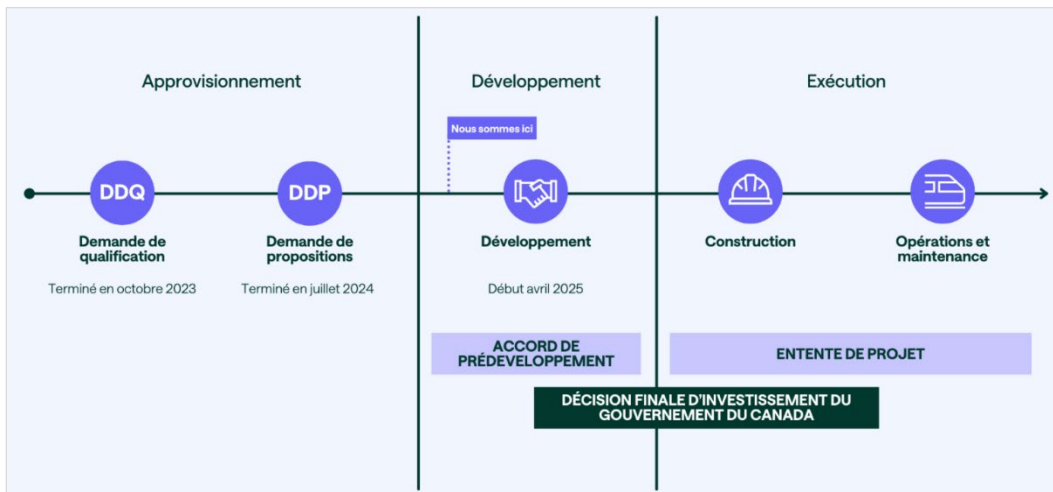 Approvisionnement
Développement
Exécution
Nous sommes ici
DDQ
DDP
Demande de
qualification
Demande de
propositions
Développement
Construction
Opérations et
maintenance
Terminé en octobre 2023
Terminé en juillet 2024
Début avril 2025
ACCORD DE
PRÉDEVELOPPEMENT
ENTENTE DE PROJET
DÉCISION FINALE D'INVESTISSEMENT DU
GOUVERNEMENT DU CANADA